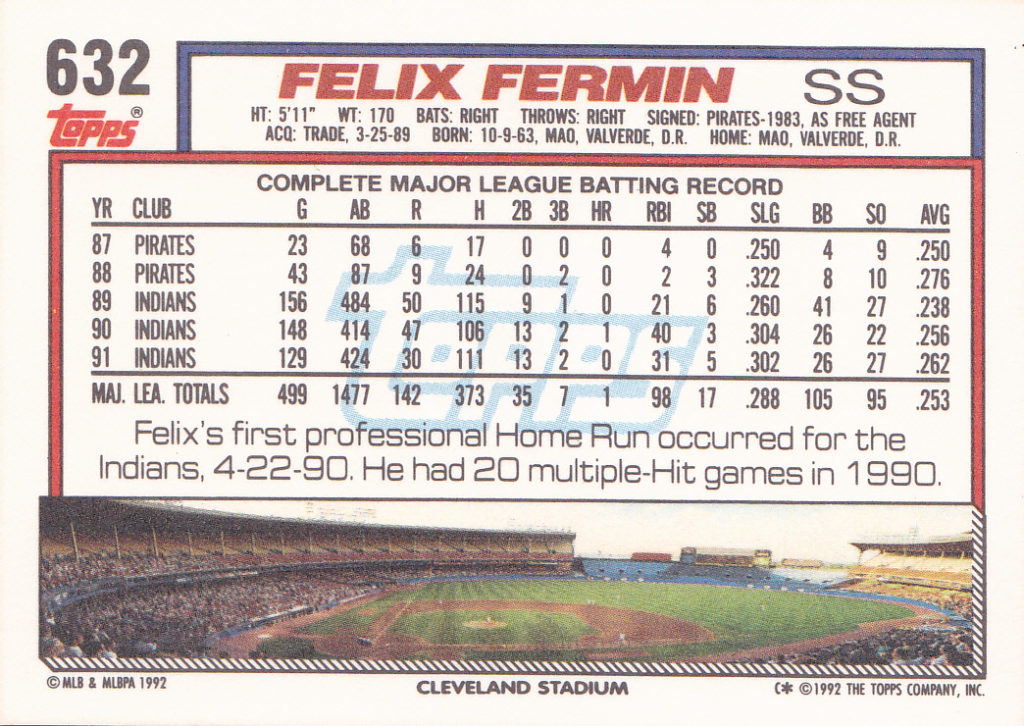 632
FELIX FERMIN SS
Topps®
HT: 5'11" WT: 170 BATS: RIGHT THROWS: RIGHT SIGNED: PIRATES-1983, AS FREE AGENT
ACQ: TRADE, 3-25-89 BORN: 10-9-63, MAO, VALVERDE, D.R. HOME: MAO, VALVERDE, D.R.
COMPLETE MAJOR LEAGUE BATTING RECORD
YR CLUB G AB R H 2B 3B HR RBI SB SLG BB SO AVG
87 PIRATES 23 68 6 17 0 0 0 4 0 .250 4 9 .250
88 PIRATES 43 87 9 24 0 2 0 2 3 .322 8 10 .276
89 INDIANS 156 484 50 115 9 1 0 21 6 .260 41 27 .238
90 INDIANS 148 414 47 106 13 2 1 40 3 .304 26 22 .256
91 INDIANS 129 424 30 111 13 2 0 31 5 .302 26 27 .262
MAJ. LEA. TOTALS 499 1477 142 373 35 7 1 98 17 .288 105 95 .253
Topps
Felix's first professional Home Run occurred for the
Indians, 4-22-90. He had 20 multiple-Hit games in 1990.
©MLB & MLBPA 1992 CLEVELAND STADIUM C* ©1992 THE TOPPS COMPANY, INC.